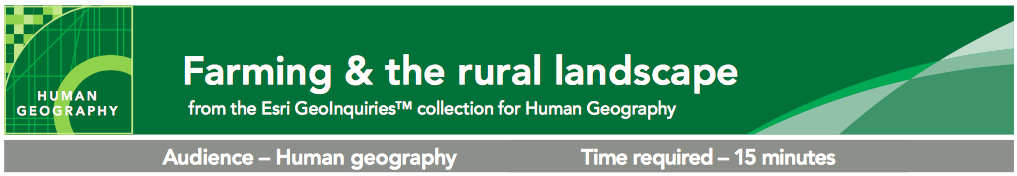 HUMAN
GEOGRAPHY
Farming & the rural landscape
from the Esri GeoInquiries™ collection for Human Geography
Audience – Human geography Time required – 15 minutes